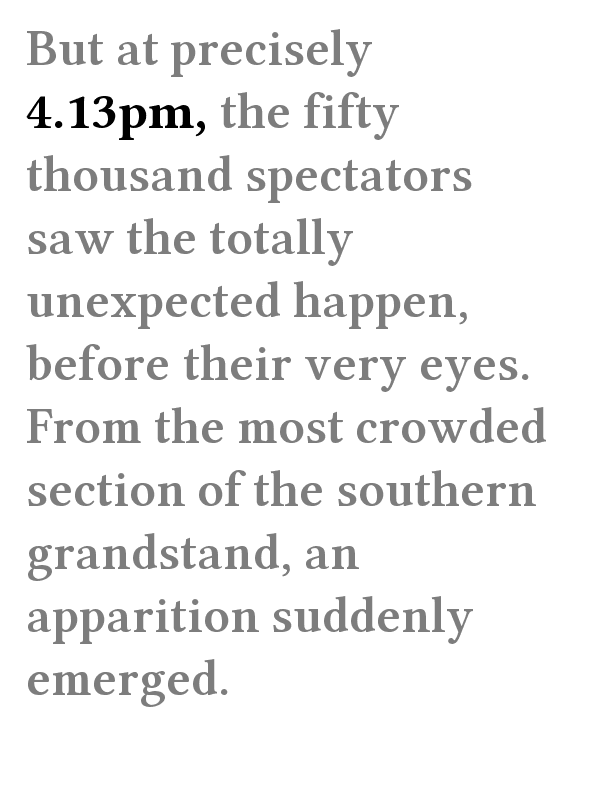 But at precisely
4.13pm, the fifty
thousand spectators
saw the totally
unexpected happen,
before their very eyes.
From the most crowded
section of the southern
grandstand, an
apparition suddenly
emerged.